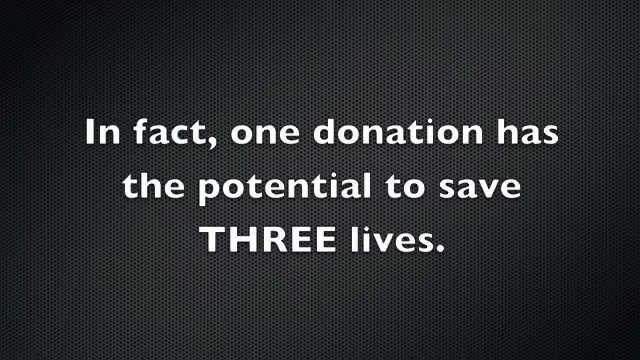 In fact, one donation has
the potential to save
THREE lives.